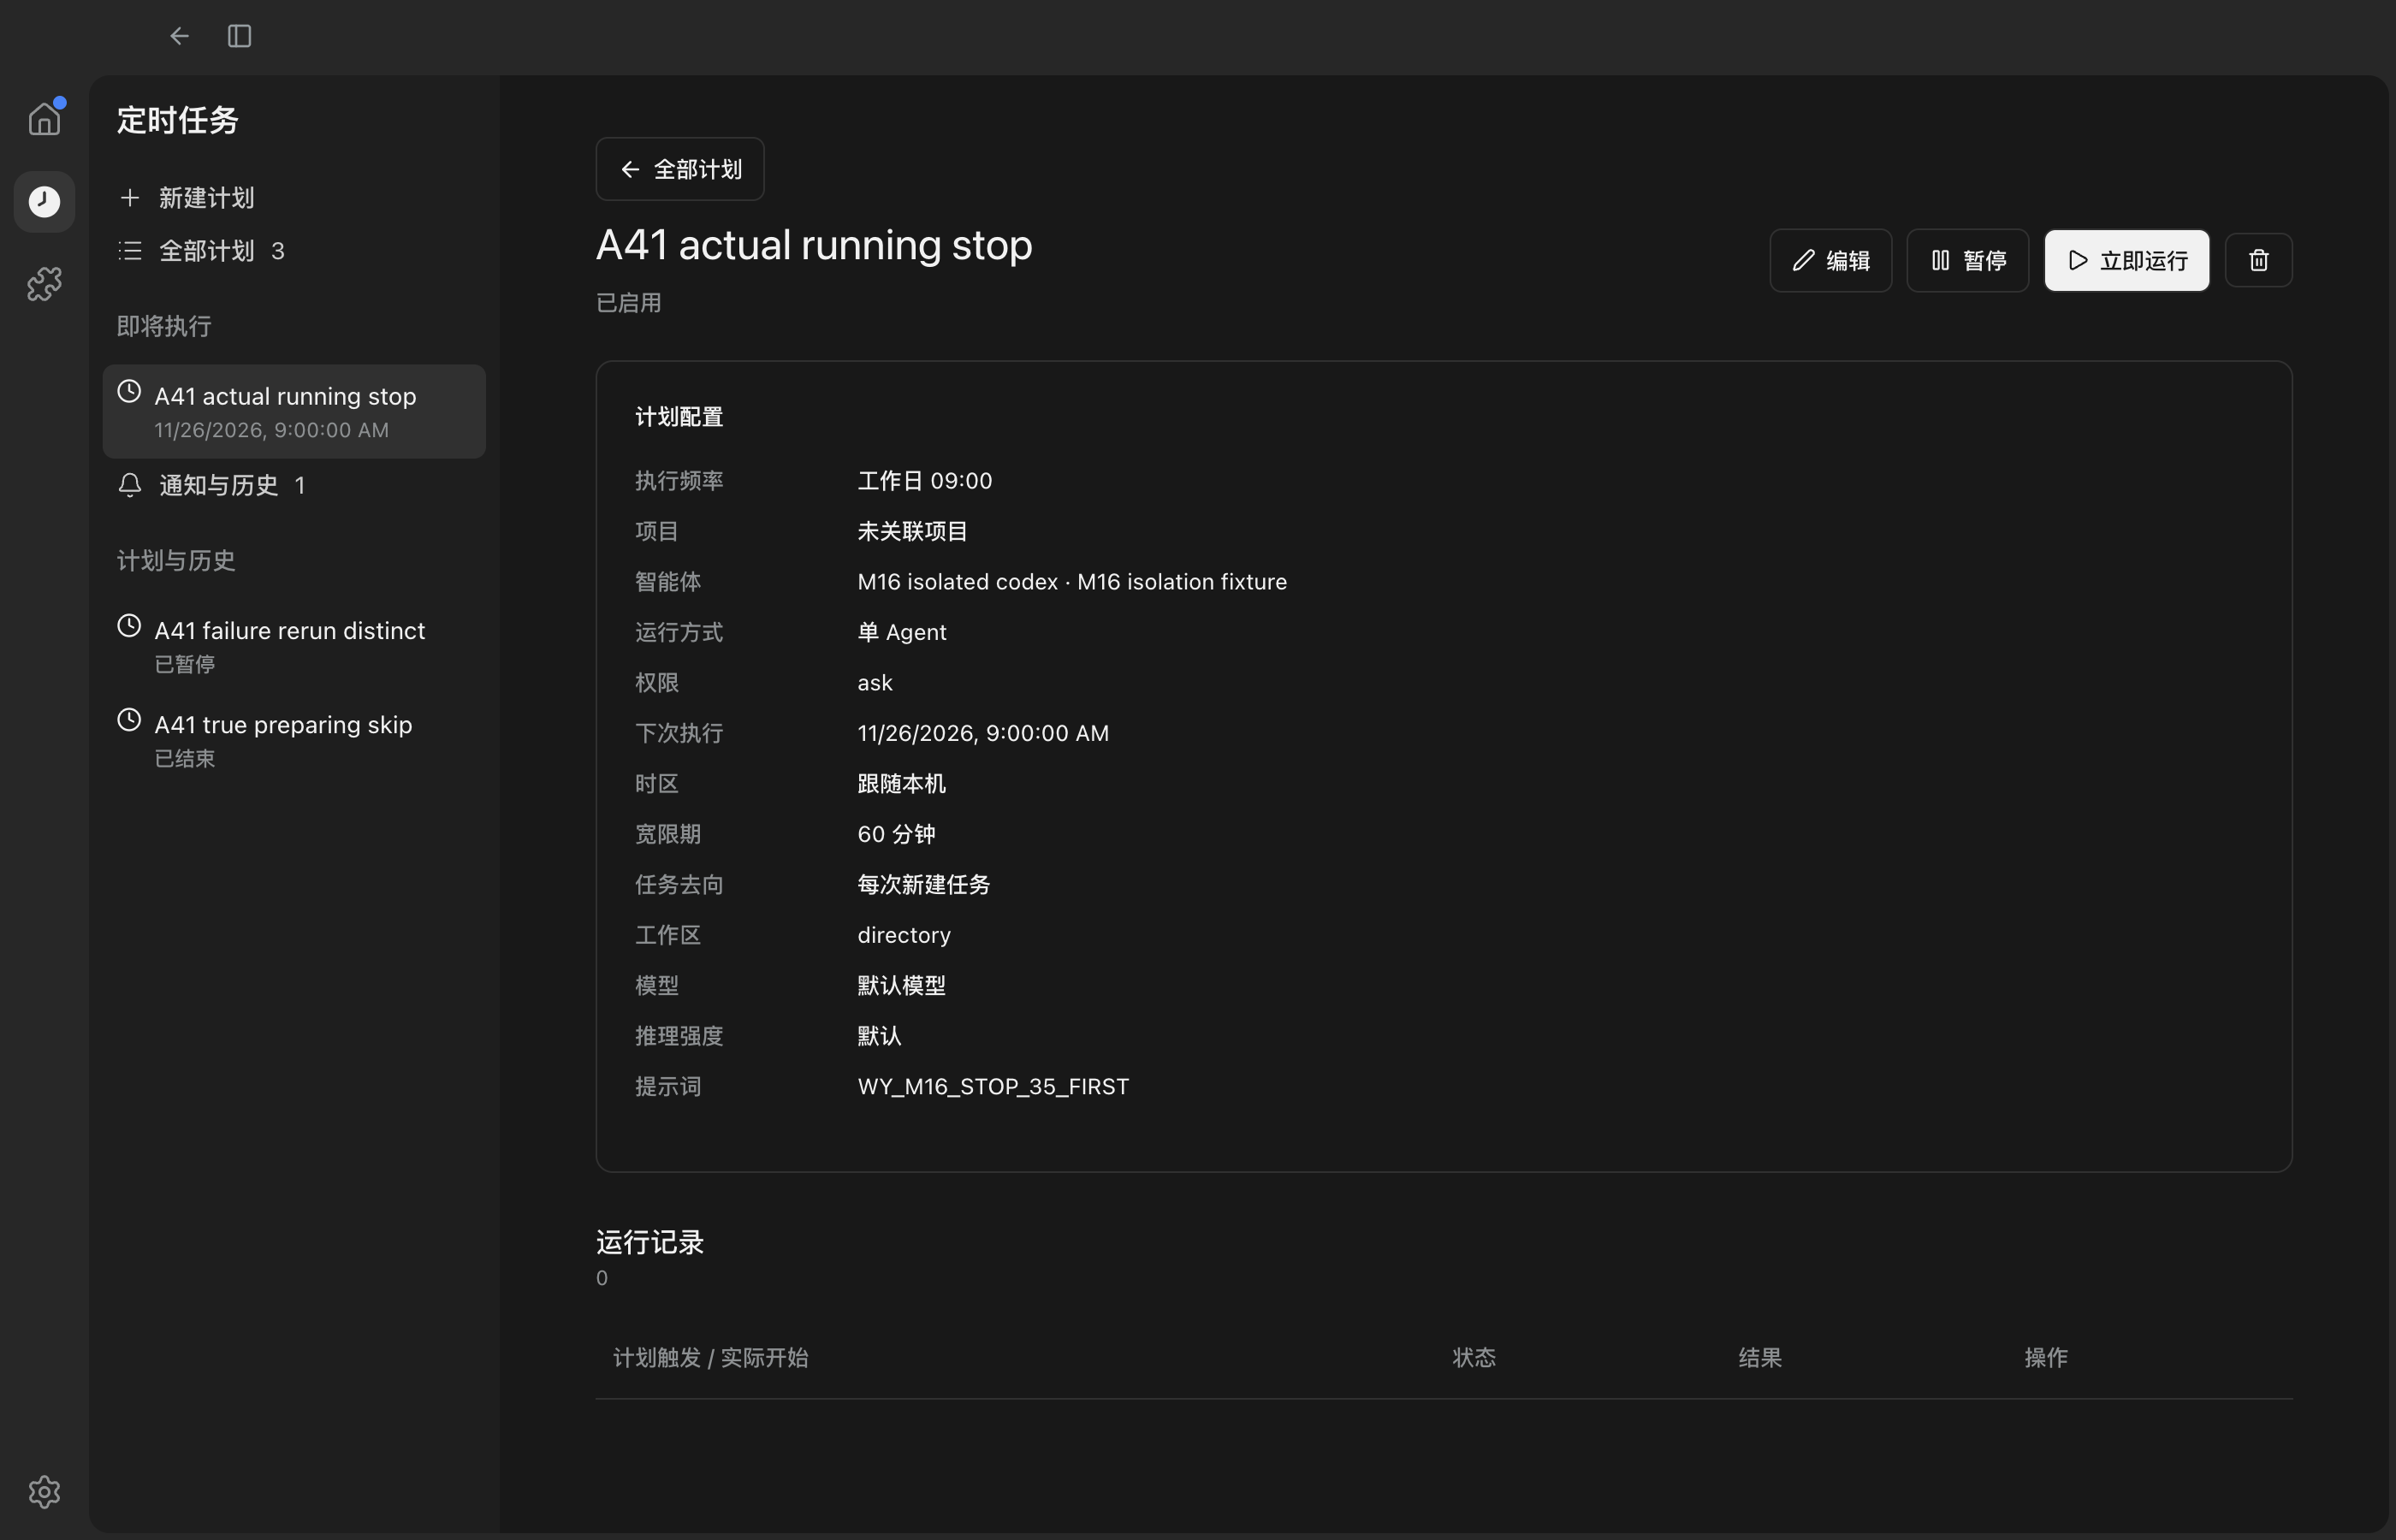 定时任务
新建计划
全部计划 3
即将执行
A41 actual running stop
11/26/2026, 9:00:00 AM
通知与历史 1
计划与历史
A41 failure rerun distinct
已暂停
A41 true preparing skip
已结束
全部计划
A41 actual running stop
已启用
编辑
暂停
立即运行
计划配置
执行频率 工作日 09:00
项目 未关联项目
智能体 M16 isolated codex · M16 isolation fixture
运行方式 单 Agent
权限 ask
下次执行 11/26/2026, 9:00:00 AM
时区 跟随本机
宽限期 60 分钟
任务去向 每次新建任务
工作区 directory
模型 默认模型
推理强度 默认
提示词 WY_M16_STOP_35_FIRST
运行记录
0
计划触发 / 实际开始 状态 结果 操作